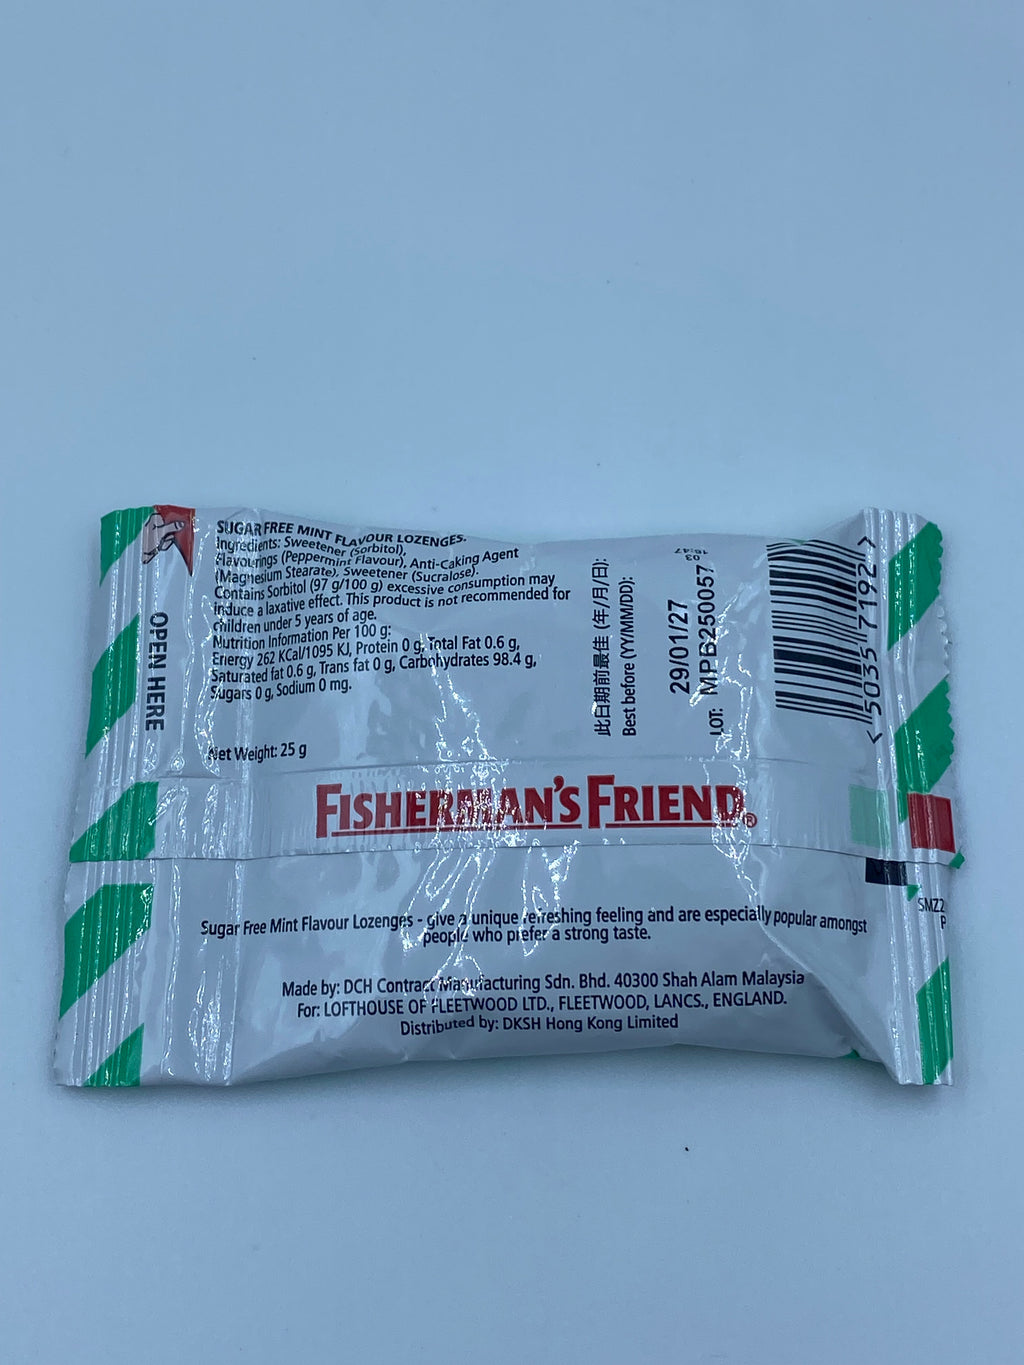 OPEN HERE
SUGAR FREE MINT FLAVOUR LOZENGES.
Ingredients: Sweetener (Sorbitol),
Flavourings (Peppermint Flavour), Anti-Caking Agent
(Magnesium Stearate), Sweetener (Sucralose).
Contains Sorbitol (97 g/100 g) excessive consumption may
induce a laxative effect. This product is not recommended for
children under 5 years of age.
Nutrition Information Per 100 g:
Energy 262 KCal/1095 KJ, Protein 0 g, Total Fat 0.6 g,
Saturated fat 0.6 g, Trans fat 0 g, Carbohydrates 98.4 g,
Sugars 0 g, Sodium 0 mg.
Net Weight: 25 g
此日期前最佳 (年/月/日):
Best before (YY/MM/DD):
29/01/27
LOT: MPB250057
03
16:47
<50357192>
FISHERMAN'S FRIEND®
SM22
P
Sugar Free Mint Flavour Lozenges - give a unique refreshing feeling and are especially popular amongst
people who prefer a strong taste.
Made by: DCH Contract Manufacturing Sdn. Bhd. 40300 Shah Alam Malaysia
For: LOFTHOUSE OF FLEETWOOD LTD., FLEETWOOD, LANCS., ENGLAND.
Distributed by: DKSH Hong Kong Limited